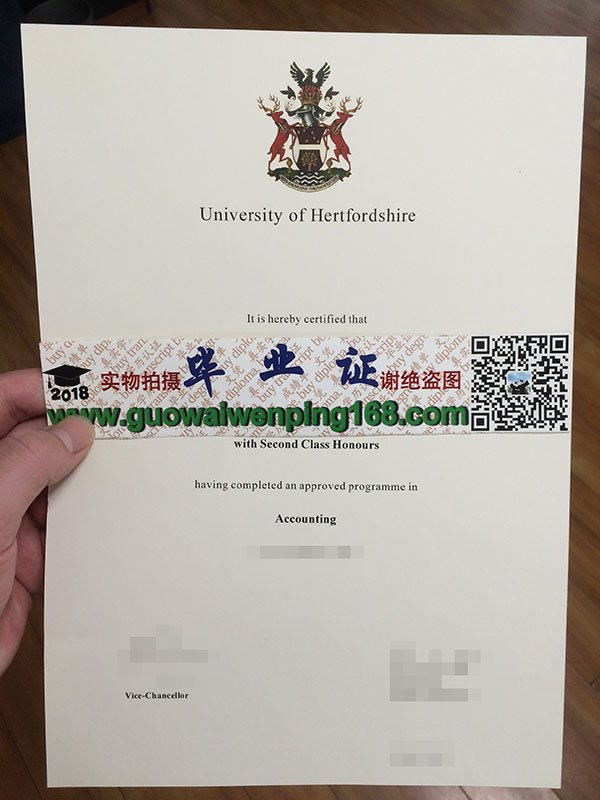 University of Hertfordshire
It is hereby certified that
2018
实物拍摄 毕业证 谢绝盗图
www.guowaiwenping168.com
with Second Class Honours
having completed an approved programme in
Accounting
Vice-Chancellor